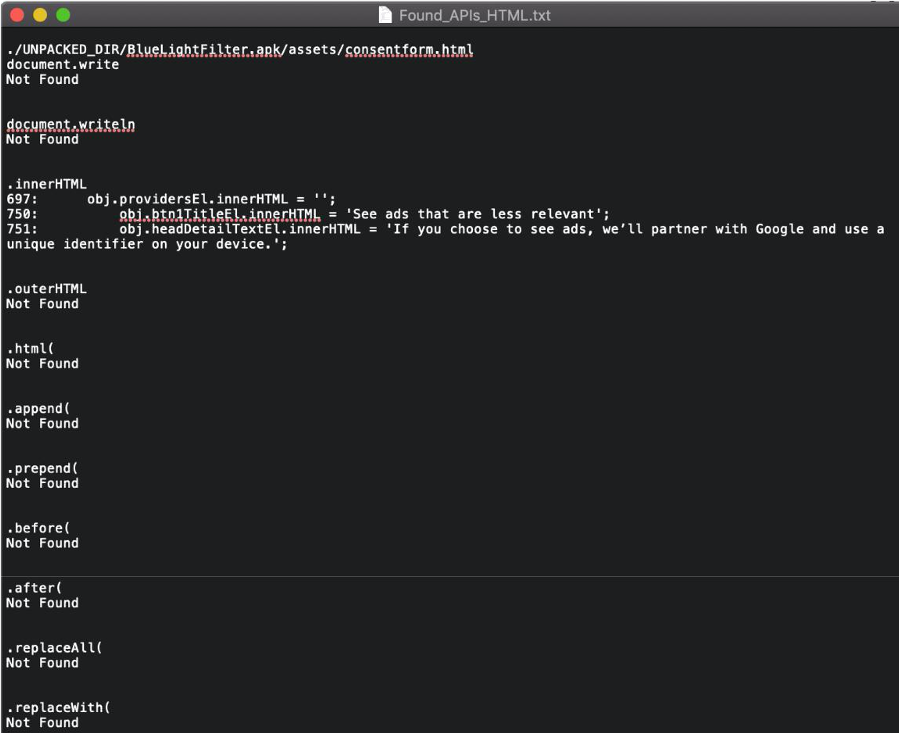 Found_APIs_HTML.txt
./UNPACKED_DIR/BlueLightFilter.apk/assets/consentform.html
document.write
Not Found
document.writeln
Not Found
.innerHTML
697:      obj.providersEl.innerHTML = '';
750:          obj.btn1TitleEl.innerHTML = 'See ads that are less relevant';
751:          obj.headDetailTextEl.innerHTML = 'If you choose to see ads, we’ll partner with Google and use a
unique identifier on your device.';
.outerHTML
Not Found
.html(
Not Found
.append(
Not Found
.prepend(
Not Found
.before(
Not Found
.after(
Not Found
.replaceAll(
Not Found
.replaceWith(
Not Found